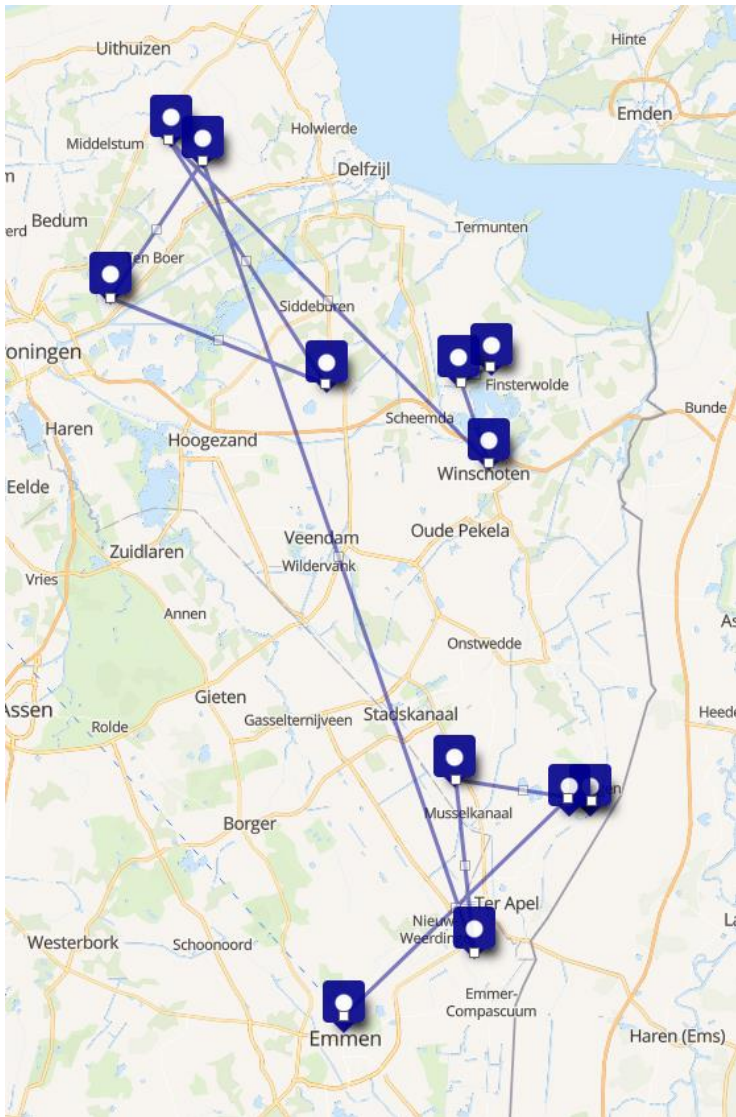 Uithuizen
Hinte
Emden
Holwierde
Middelstum
Delfzijl
Bedum
Termunten
Ten Boer
Siddeburen
Finsterwolde
Bunde
Scheemda
Haren
Hoogezand
Winschoten
Eelde
Oude Pekela
Veendam
Zuidlaren
Wildervank
Vries
Annen
Onstwedde
Gieten
Stadskanaal
Gasselternijveen
Rolde
Musselkanaal
Borger
Ter Apel
Westerbork
Schoonoord
Emmer-
Compascuum
Emmen
Haren (Ems)